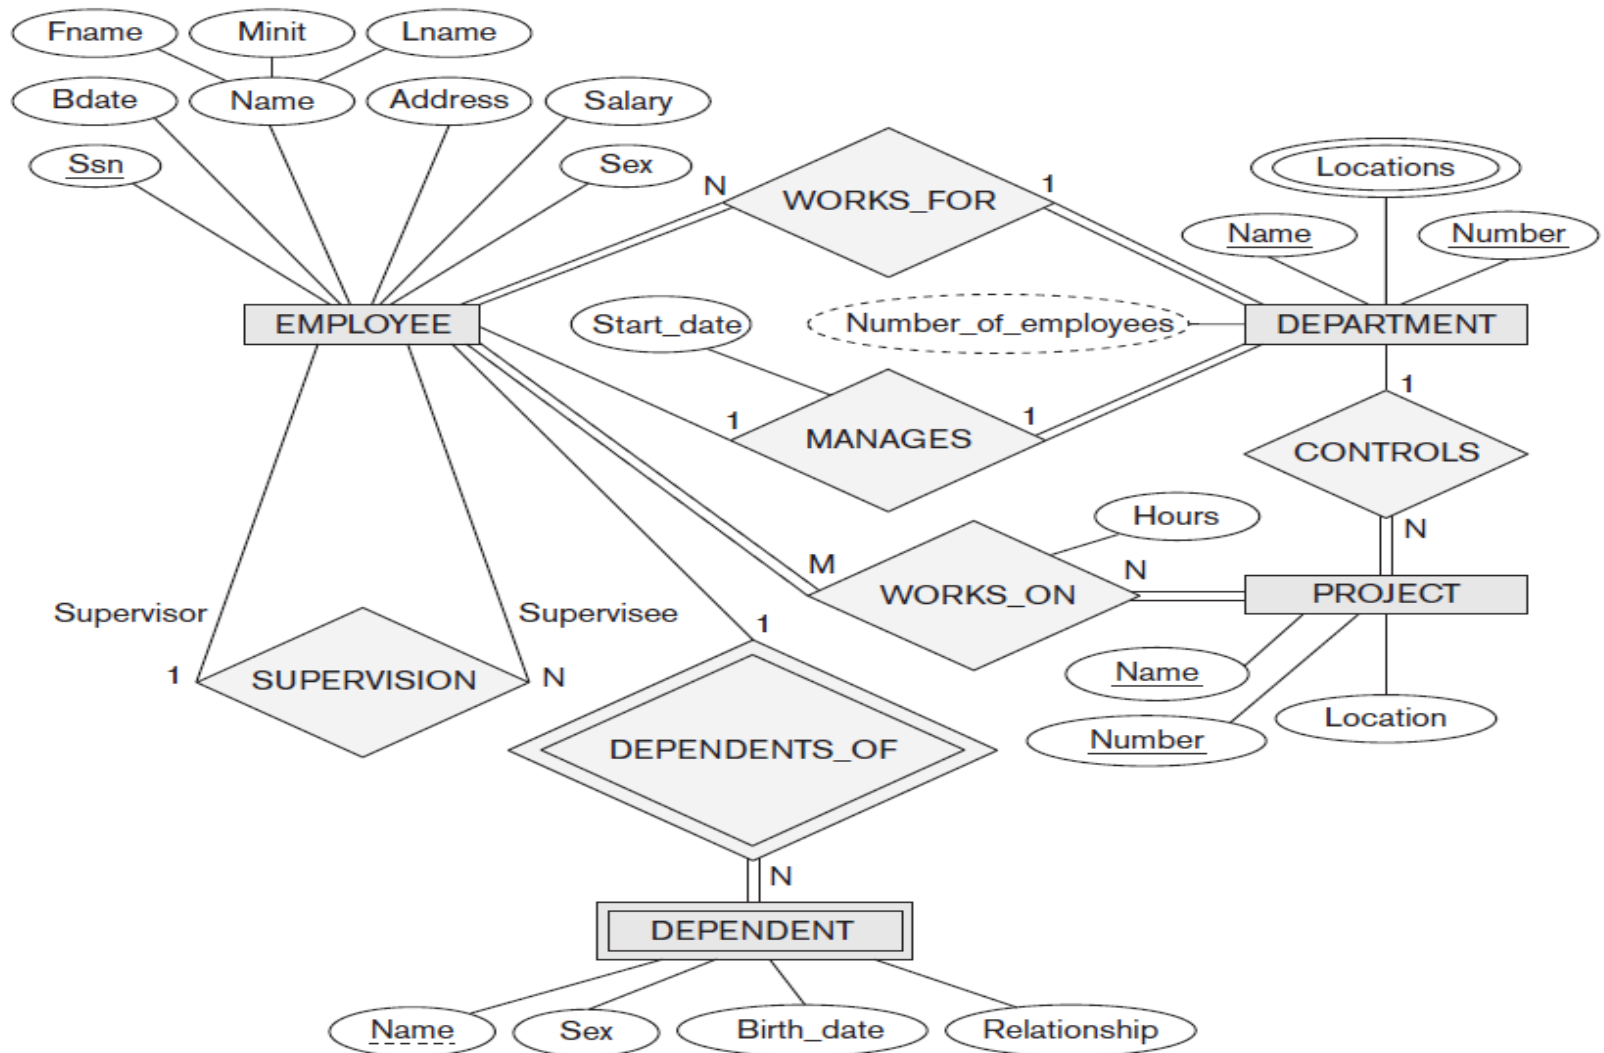 Fname Minit Lname
Bdate Name Address Salary
Ssn Sex
N WORKS_FOR 1
Locations
Name Number
EMPLOYEE Start_date Number_of_employees DEPARTMENT
1 MANAGES 1
1
CONTROLS
N
Hours
M WORKS_ON N PROJECT
Supervisor Supervisee
1 SUPERVISION N
1
Name
Number Location
DEPENDENTS_OF
N
DEPENDENT
Name Sex Birth_date Relationship